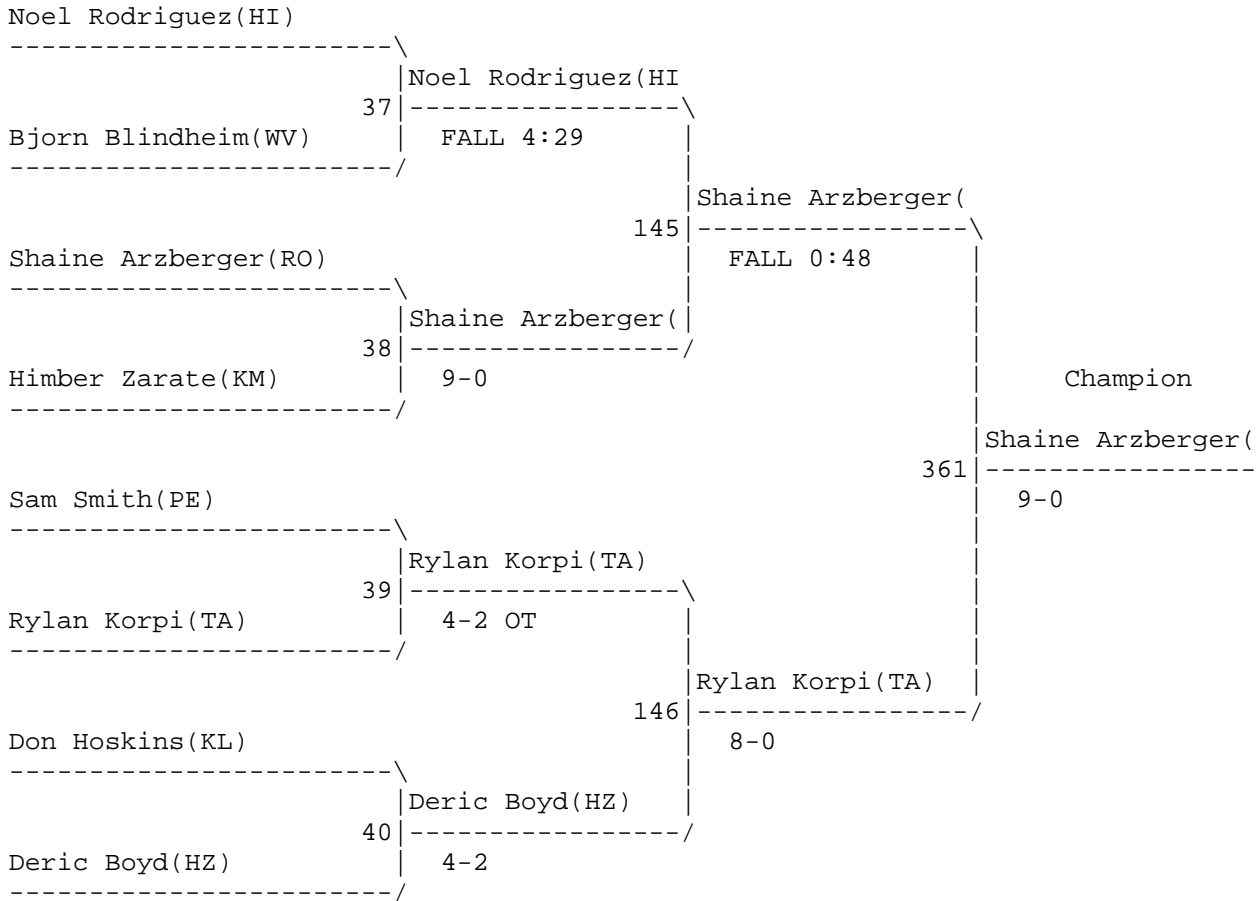 Noel Rodriguez(HI)
------------------------\
|Noel Rodriguez(HI
37|-----------------\
Bjorn Blindheim(WV) | FALL 4:29 |
------------------------/ |
|Shaine Arzberger(
145|-----------------\
Shaine Arzberger(RO) | FALL 0:48 |
------------------------\ | |
|Shaine Arzberger(| |
38|-----------------/ |
Himber Zarate(KM) | 9-0 | Champion
------------------------/ |
|Shaine Arzberger(
361|-----------------
Sam Smith(PE) | 9-0
------------------------\ |
|Rylan Korpi(TA) |
39|-----------------\ |
Rylan Korpi(TA) | 4-2 OT | |
------------------------/ | |
|Rylan Korpi(TA) |
146|-----------------/
Don Hoskins(KL) | 8-0
------------------------\ |
|Deric Boyd(HZ) |
40|-----------------/
Deric Boyd(HZ) | 4-2
------------------------/